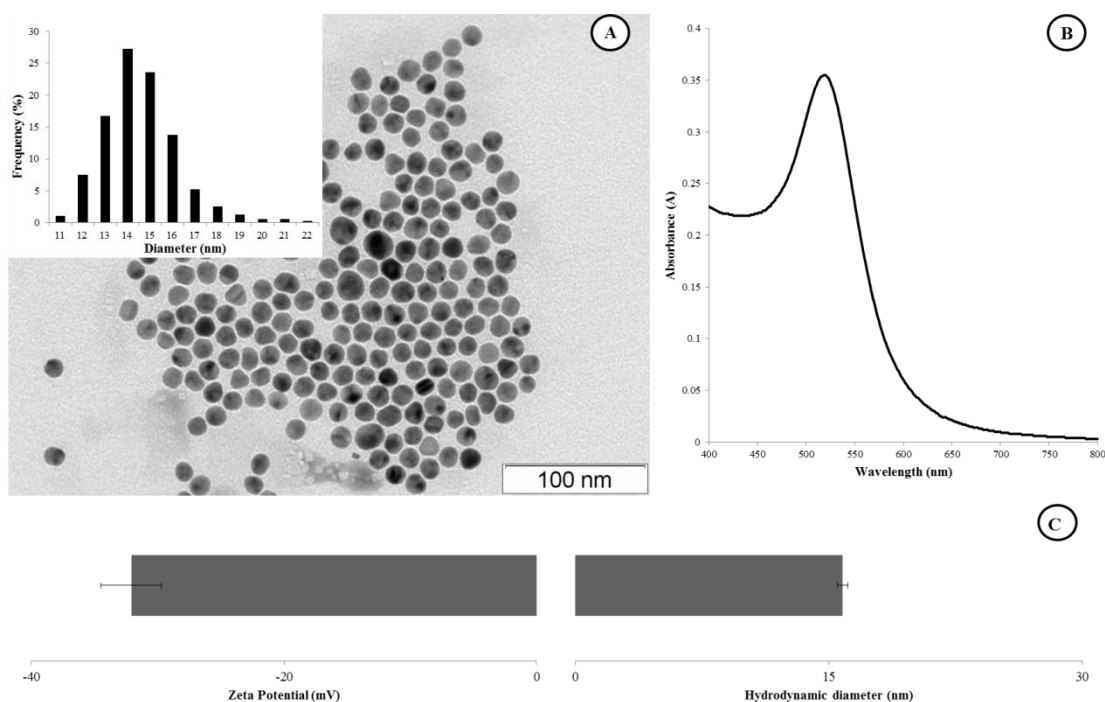 A
Frequency (%)
30
25
20
15
10
5
0
11 12 13 14 15 16 17 18 19 20 21 22
Diameter (nm)
100 nm
B
Absorbance (A)
0.4
0.35
0.3
0.25
0.2
0.15
0.1
0.05
0
400 450 500 550 600 650 700 750 800
Wavelength (nm)
C
-40 -20 0
Zeta Potential (mV)
0 15 30
Hydrodynamic diameter (nm)